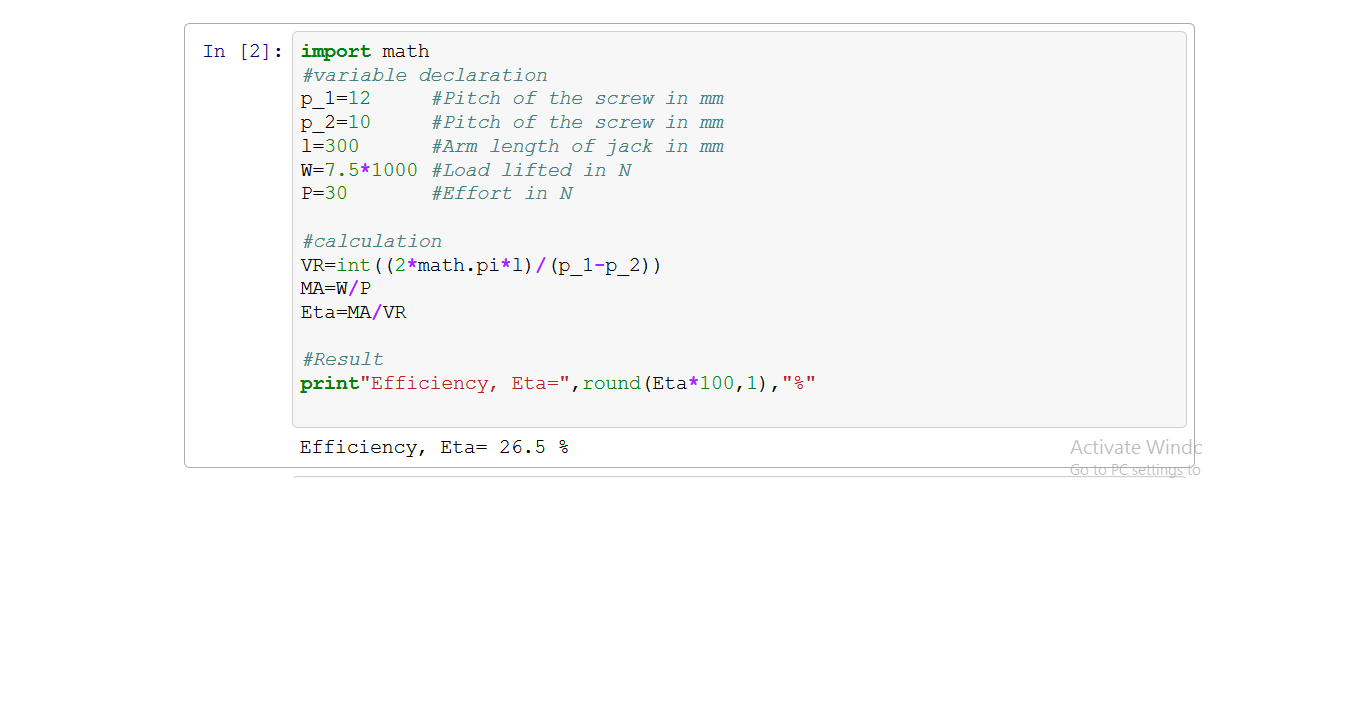 In [2]:
import math
#variable declaration
p_1=12 #Pitch of the screw in mm
p_2=10 #Pitch of the screw in mm
l=300 #Arm length of jack in mm
W=7.5*1000 #Load lifted in N
P=30 #Effort in N
#calculation
VR=int((2*math.pi*l)/(p_1-p_2))
MA=W/P
Eta=MA/VR
#Result
print"Efficiency, Eta=",round(Eta*100,1),"%"
Efficiency, Eta= 26.5 %
Activate Windo
Go to PC settings to